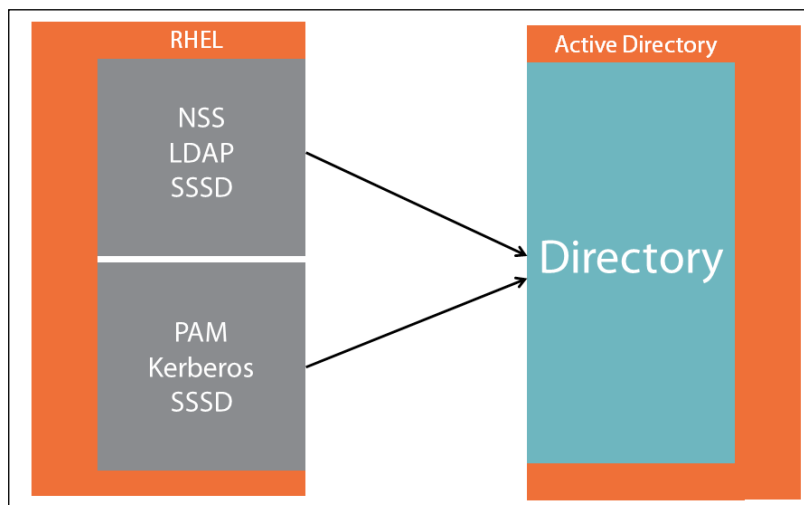 RHEL
NSS
LDAP
SSSD
PAM
Kerberos
SSSD
Active Directory
Directory